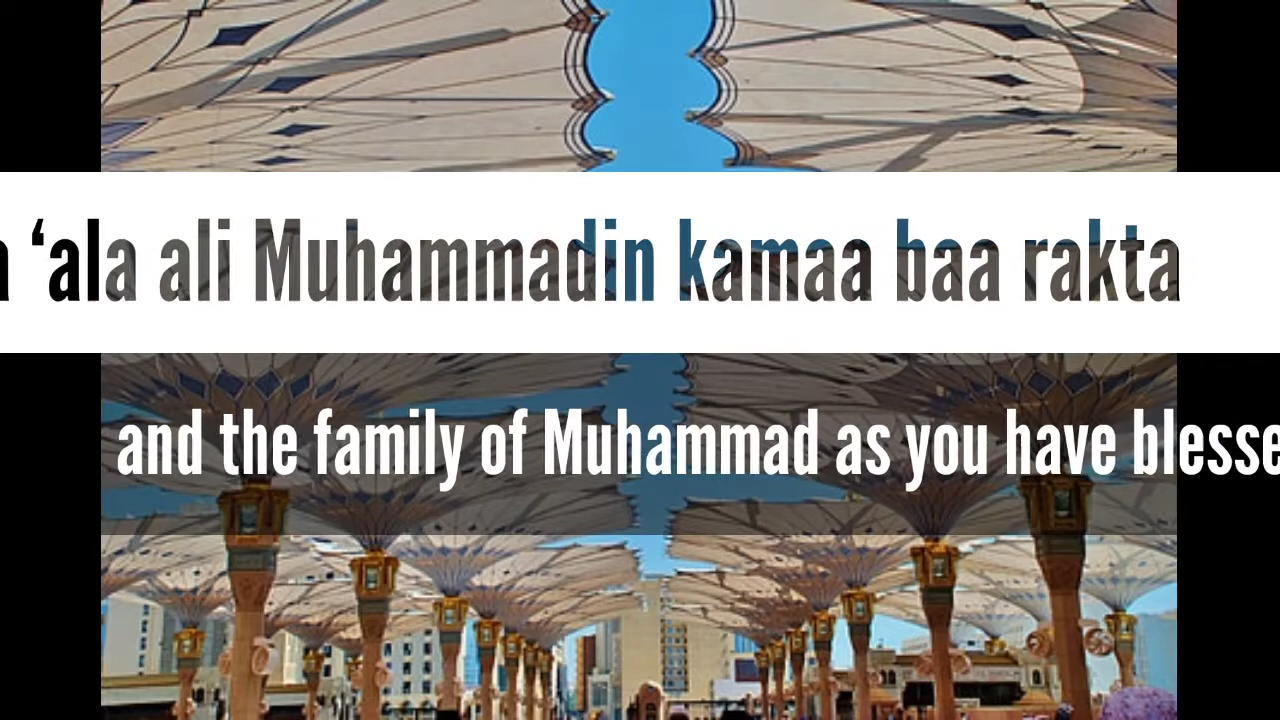 ‘ala ali Muhammadin kamaa baa rakta
and the family of Muhammad as you have blesse